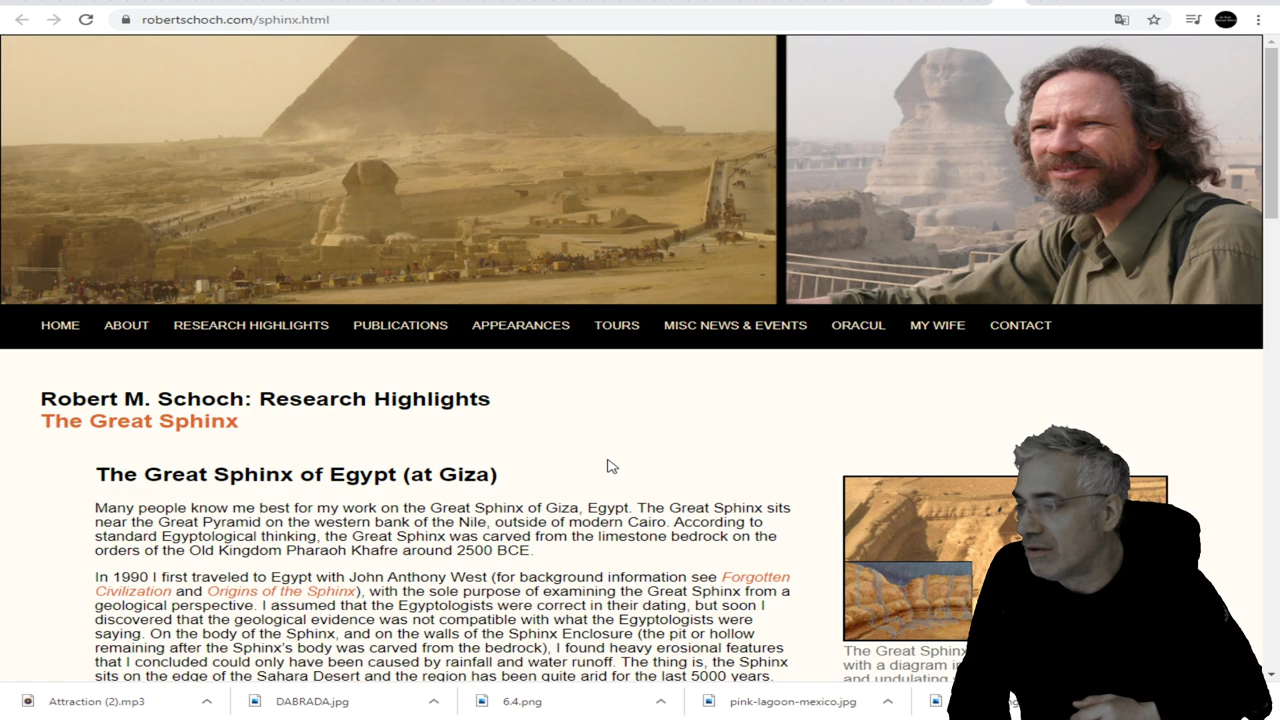 robertschoch.com/sphinx.html
HOME ABOUT RESEARCH HIGHLIGHTS PUBLICATIONS APPEARANCES TOURS MISC NEWS & EVENTS ORACUL MY WIFE CONTACT
Robert M. Schoch: Research Highlights
The Great Sphinx
The Great Sphinx of Egypt (at Giza)
Many people know me best for my work on the Great Sphinx of Giza, Egypt. The Great Sphinx sits
near the Great Pyramid on the western bank of the Nile, outside of modern Cairo. According to
standard Egyptological thinking, the Great Sphinx was carved from the limestone bedrock on the
orders of the Old Kingdom Pharaoh Khafre around 2500 BCE.
In 1990 I first traveled to Egypt with John Anthony West (for background information see Forgotten
Civilization and Origins of the Sphinx), with the sole purpose of examining the Great Sphinx from a
geological perspective. I assumed that the Egyptologists were correct in their dating, but soon I
discovered that the geological evidence was not compatible with what the Egyptologists were
saying. On the body of the Sphinx, and on the walls of the Sphinx Enclosure (the pit or hollow
remaining after the Sphinx's body was carved from the bedrock), I found heavy erosional features
that I concluded could only have been caused by rainfall and water runoff. The thing is, the Sphinx
sits on the edge of the Sahara Desert and the region has been quite arid for the last 5000 years.
The Great Sphinx
with a diagram
and undulating
Attraction (2).mp3 DABRADA.jpg 6.4.png pink-lagoon-mexico.jpg